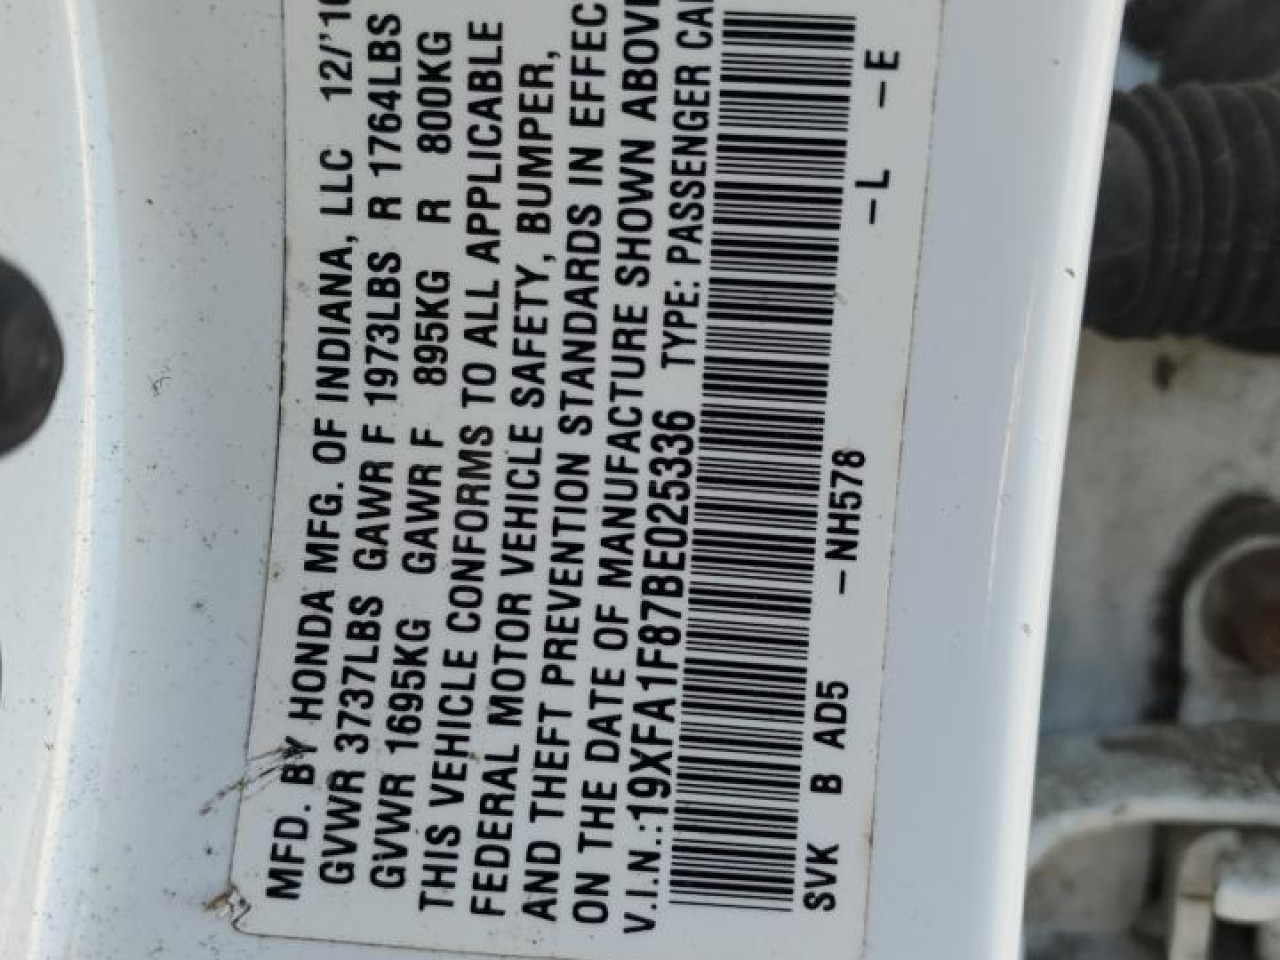 MFD. BY HONDA MFG. OF INDIANA, LLC 12/'10
GVWR 3737LBS GAWR F 1973LBS R 1764LBS
GVWR 1695KG GAWR F 895KG R 800KG
THIS VEHICLE CONFORMS TO ALL APPLICABLE
FEDERAL MOTOR VEHICLE SAFETY, BUMPER,
AND THEFT PREVENTION STANDARDS IN EFFEC
ON THE DATE OF MANUFACTURE SHOWN ABOVE
V.I.N.:19XFA1F87BE025336 TYPE: PASSENGER CA
SVK B AD5 -NH578 -L -E